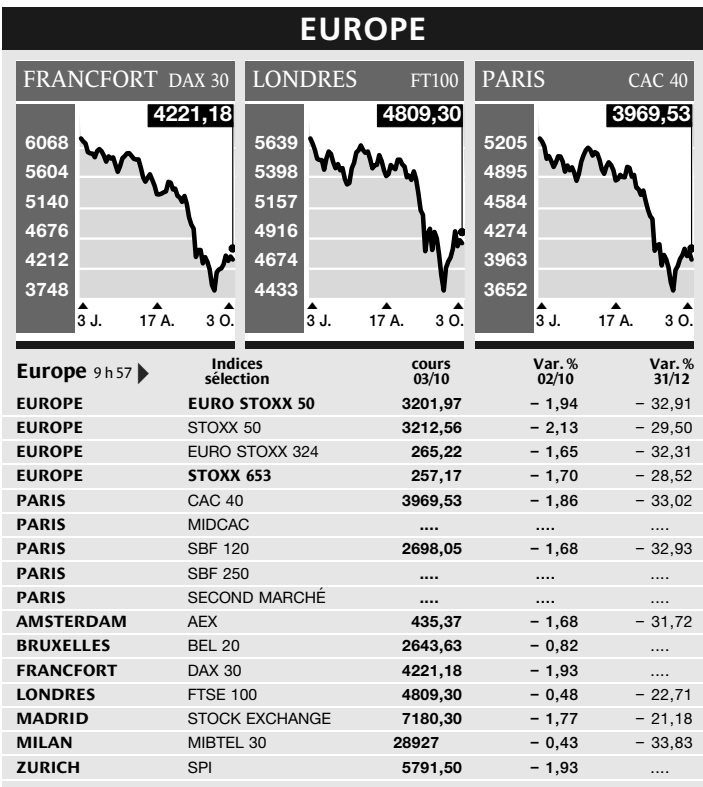 EUROPE
FRANCFORT DAX 30
4221,18
6068
5604
5140
4676
4212
3748
3 J. 17 A. 3 O.
LONDRES FT100
4809,30
5639
5398
5157
4916
4674
4433
3 J. 17 A. 3 O.
PARIS CAC 40
3969,53
5205
4895
4584
4274
3963
3652
3 J. 17 A. 3 O.
Europe 9 h 57 Indices sélection cours 03/10 Var. % 02/10 Var. % 31/12
EUROPE EURO STOXX 50 3201,97 – 1,94 – 32,91
EUROPE STOXX 50 3212,56 – 2,13 – 29,50
EUROPE EURO STOXX 324 265,22 – 1,65 – 32,31
EUROPE STOXX 653 257,17 – 1,70 – 28,52
PARIS CAC 40 3969,53 – 1,86 – 33,02
PARIS MIDCAC .... .... ....
PARIS SBF 120 2698,05 – 1,68 – 32,93
PARIS SBF 250 .... .... ....
PARIS SECOND MARCHÉ .... .... ....
AMSTERDAM AEX 435,37 – 1,68 – 31,72
BRUXELLES BEL 20 2643,63 – 0,82 ....
FRANCFORT DAX 30 4221,18 – 1,93 ....
LONDRES FTSE 100 4809,30 – 0,48 – 22,71
MADRID STOCK EXCHANGE 7180,30 – 1,77 – 21,18
MILAN MIBTEL 30 28927 – 0,43 – 33,83
ZURICH SPI 5791,50 – 1,93 ....